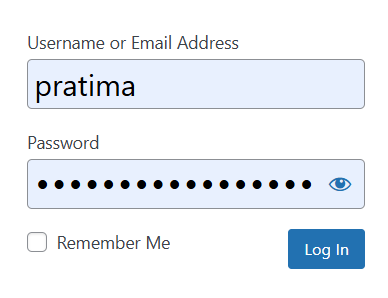 Username or Email Address
pratima
Password
•••••••••••••••••
Remember Me
Log In